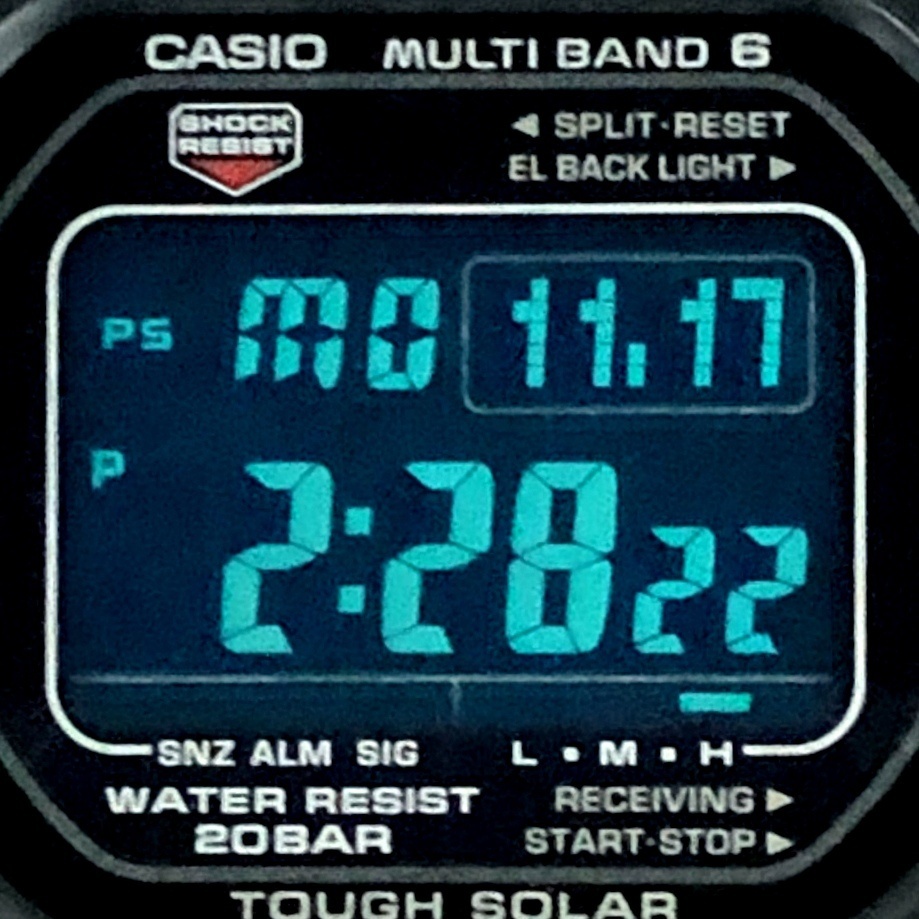 CASIO MULTI BAND 6
SHOCK
RESIST
◄ SPLIT·RESET
EL BACK LIGHT ►
PS MO 11.17
P 2:28 22
SNZ ALM SIG L • M • H
WATER RESIST
20BAR
RECEIVING ►
START·STOP ►
TOUGH SOLAR